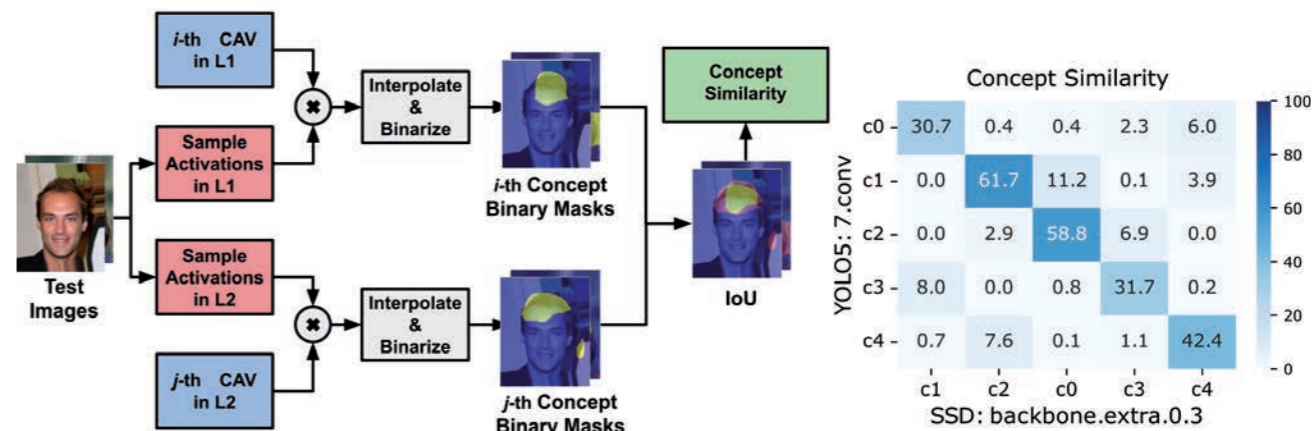 i-th CAV
in L1
Sample
Activations
in L1
Interpolate
&
Binarize
i-th Concept
Binary Masks
Test
Images
Sample
Activations
in L2
j-th CAV
in L2
Interpolate
&
Binarize
j-th Concept
Binary Masks
Concept
Similarity
IoU
Concept Similarity
YOLO5: 7.conv
c0 30.7 0.4 0.4 2.3 6.0
c1 0.0 61.7 11.2 0.1 3.9
c2 0.0 2.9 58.8 6.9 0.0
c3 8.0 0.0 0.8 31.7 0.2
c4 0.7 7.6 0.1 1.1 42.4
c1 c2 c0 c3 c4
SSD: backbone.extra.0.3
100
80
60
40
20
0